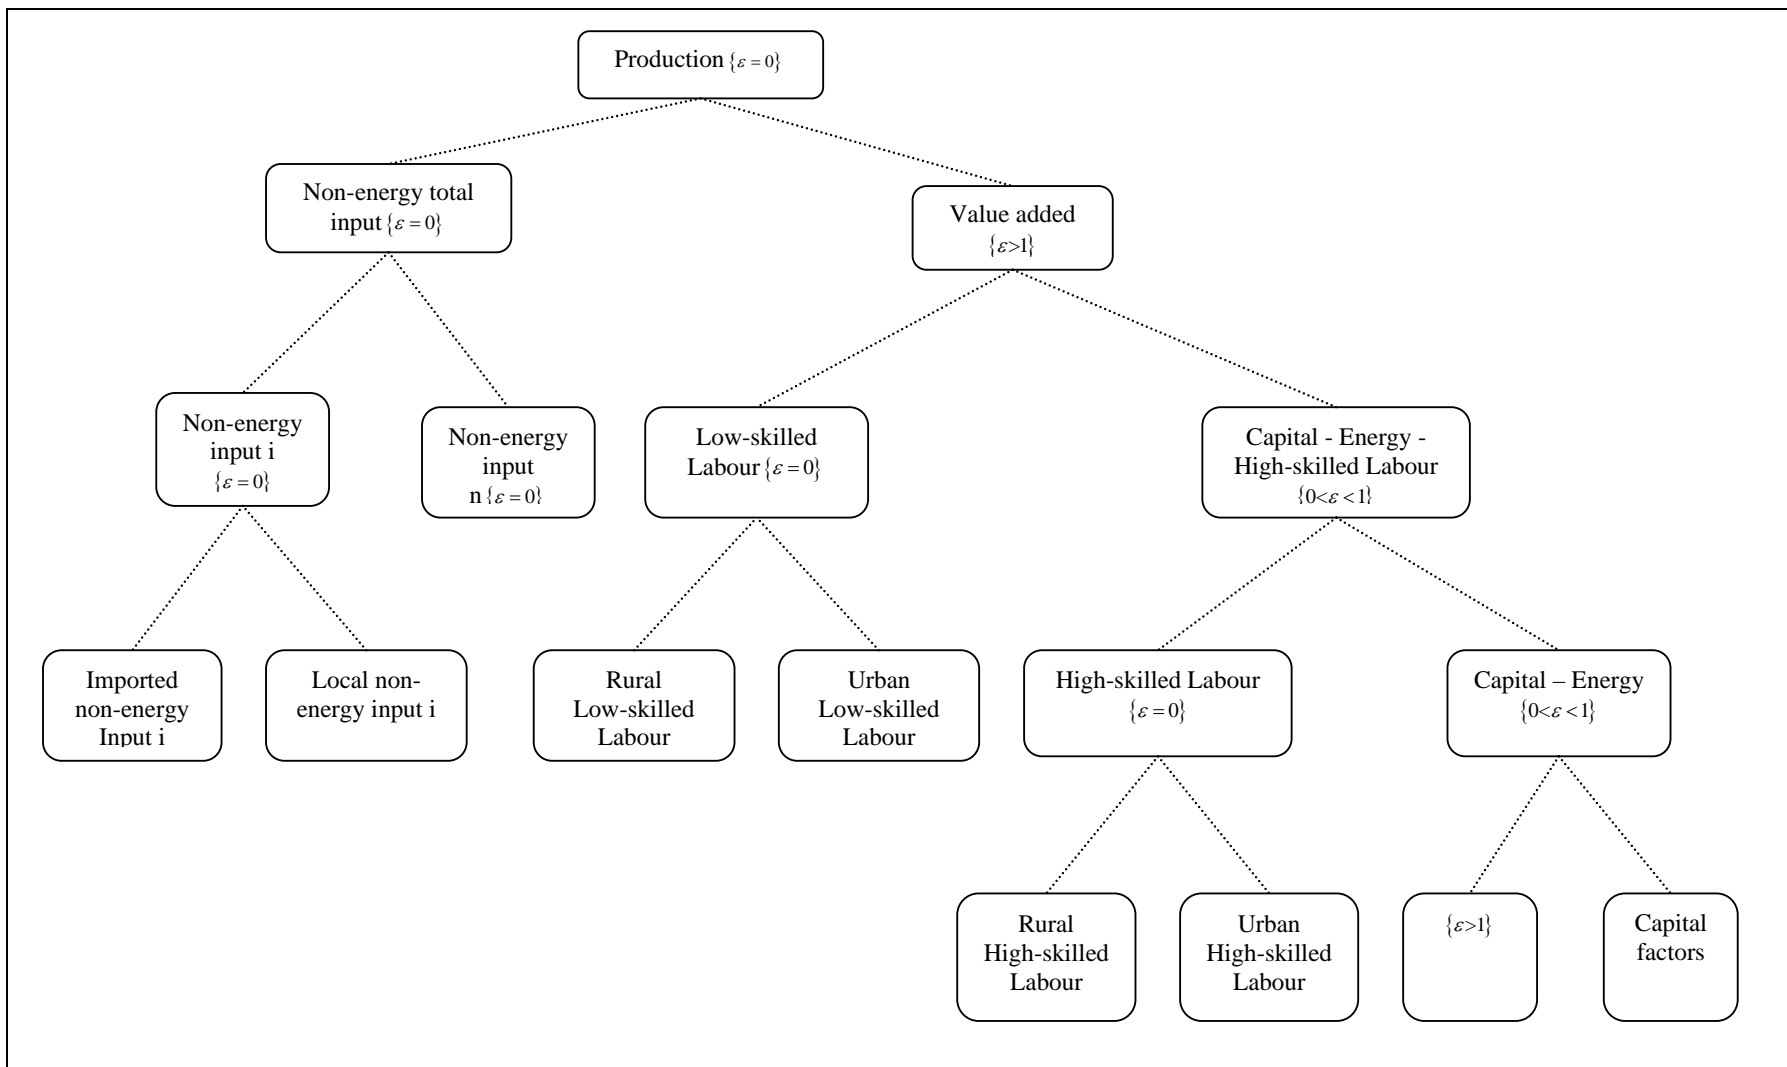 Production {ε = 0}
Non-energy total
input {ε = 0}
Value added
{ε>1}
Non-energy
input i
{ε = 0}
Non-energy
input
n {ε = 0}
Low-skilled
Labour {ε = 0}
Capital - Energy -
High-skilled Labour
{0<ε<1}
Imported
non-energy
Input i
Local non-
energy input i
Rural
Low-skilled
Labour
Urban
Low-skilled
Labour
High-skilled Labour
{ε = 0}
Capital – Energy
{0<ε<1}
Rural
High-skilled
Labour
Urban
High-skilled
Labour
{ε>1}
Capital
factors